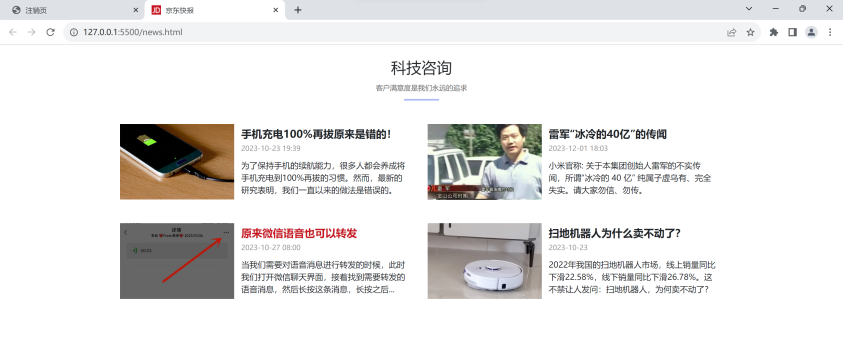 注销页
京东快报
127.0.0.1:5500/news.html
科技咨询
客户满意度是我们永远的追求
手机充电100%再拔原来是错的!
2023-10-23 19:39
为了保持手机的续航能力，很多人都会养成将
手机充电到100%再拔的习惯。然而，最新的
研究表明，我们一直以来的做法是错误的。
雷军“冰冷的40亿”的传闻
2023-12-01 18:03
小米官称: 关于本集团创始人雷军的不实传
闻，所谓“冰冷的 40 亿” 纯属子虚乌有、完全
失实。请大家勿信、勿传。
原来微信语音也可以转发
2023-10-27 08:00
当我们需要对语音消息进行转发的时候，此时
我们打开微信聊天界面，接看找到需要转发的
语音消息，然后长按这条消息，长按之后...
扫地机器人为什么卖不动了?
2023-10-23
2022年我国的扫地机器人市场，线上销量同比
下滑22.58%，线下销量同比下滑26.78%。这
不禁让人发问：扫地机器人，为何卖不动了?